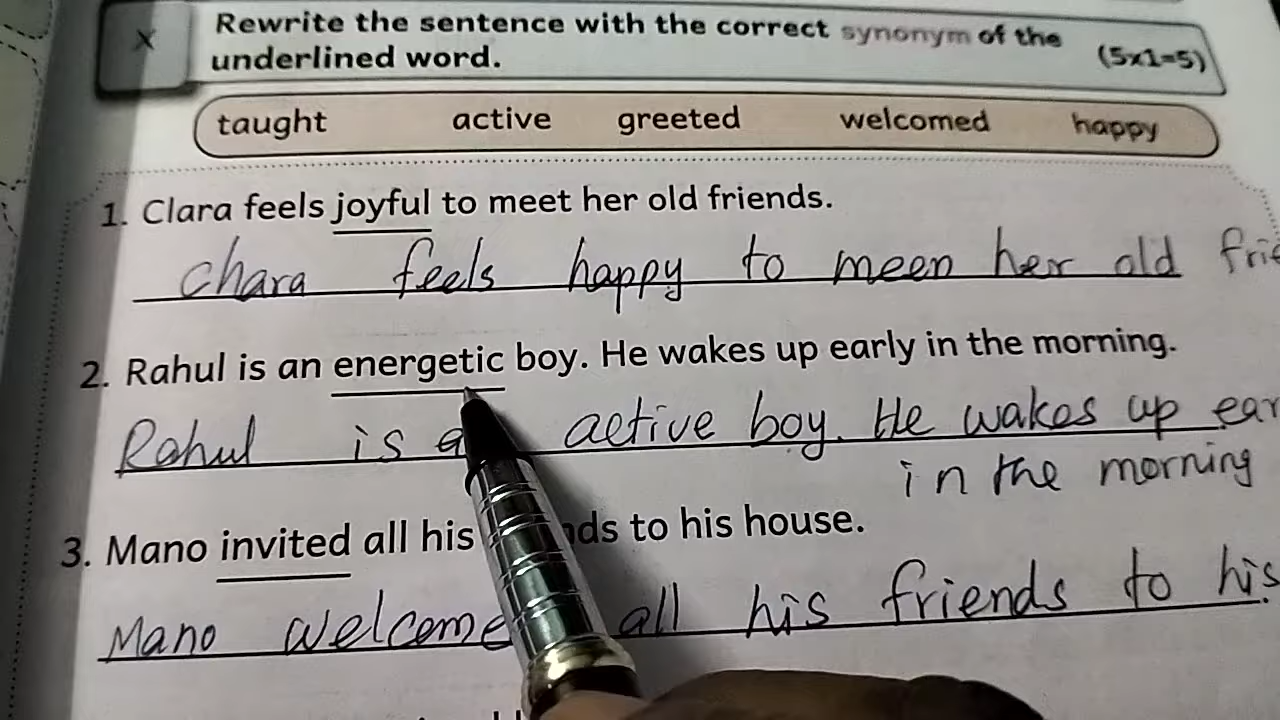 X
Rewrite the sentence with the correct synonym of the
underlined word. (5x1=5)
taught active greeted welcomed happy
1. Clara feels joyful to meet her old friends.
Chara feels happy to meen her old
2. Rahul is an energetic boy. He wakes up early in the morning.
Rahul is active boy. He wakes up
in the morning
3. Mano invited all his to his house.
Mano all his friends to his